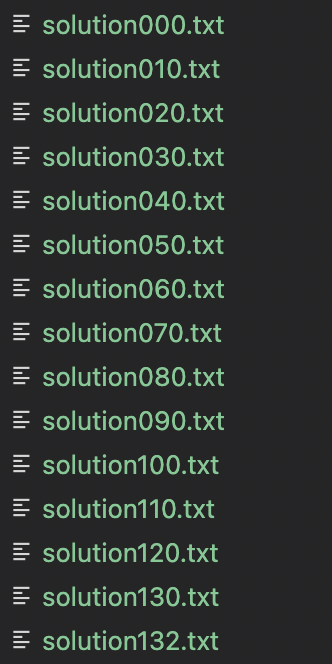 solution000.txt
solution010.txt
solution020.txt
solution030.txt
solution040.txt
solution050.txt
solution060.txt
solution070.txt
solution080.txt
solution090.txt
solution100.txt
solution110.txt
solution120.txt
solution130.txt
solution132.txt